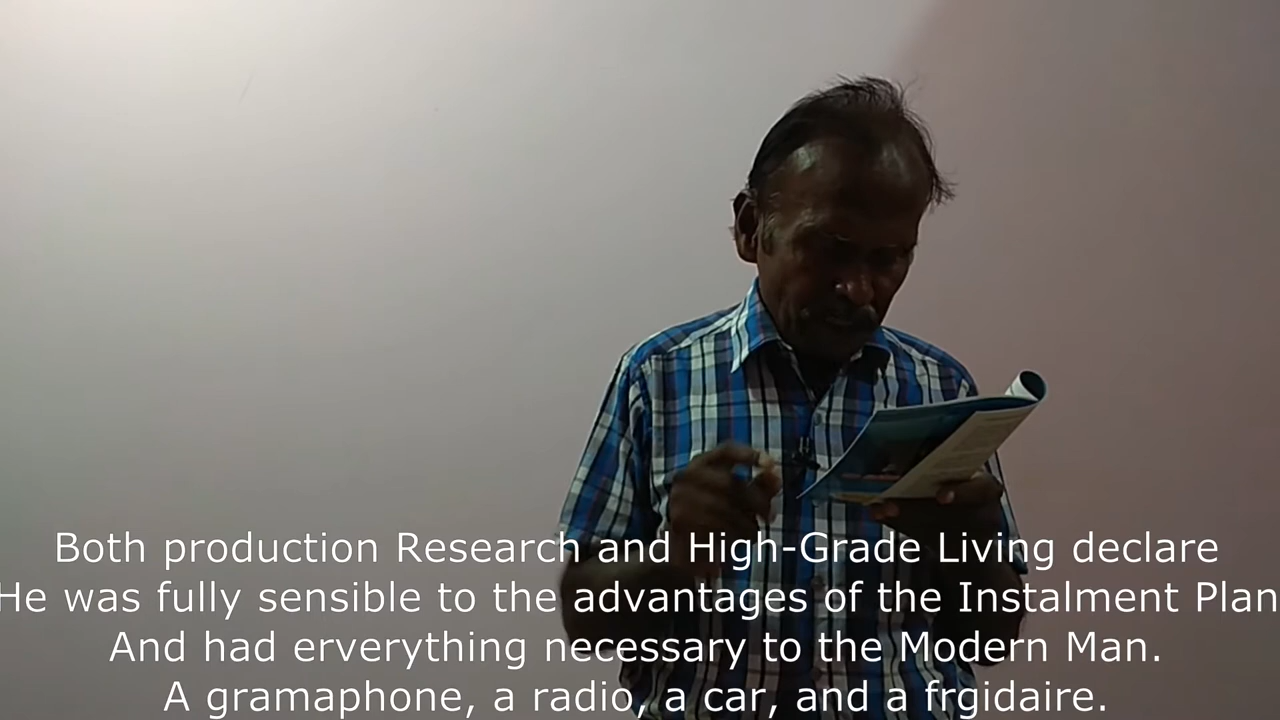 Both production Research and High-Grade Living declare
He was fully sensible to the advantages of the Instalment Plan
And had erverything necessary to the Modern Man.
A gramaphone, a radio, a car, and a frgidaire.